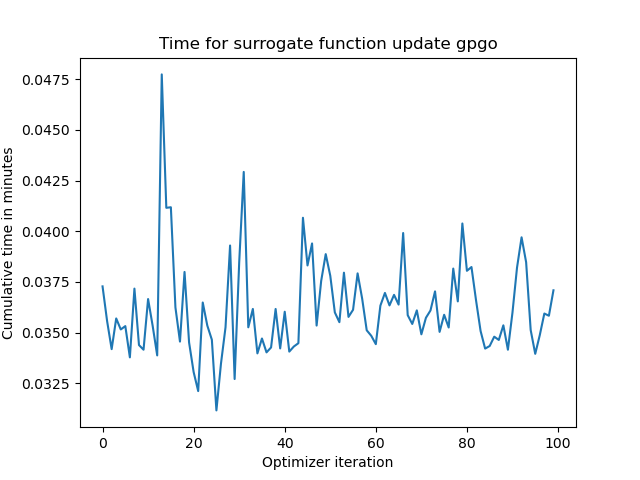 Time for surrogate function update gpgo
Cumulative time in minutes
0.0475
0.0450
0.0425
0.0400
0.0375
0.0350
0.0325
0 20 40 60 80 100
Optimizer iteration